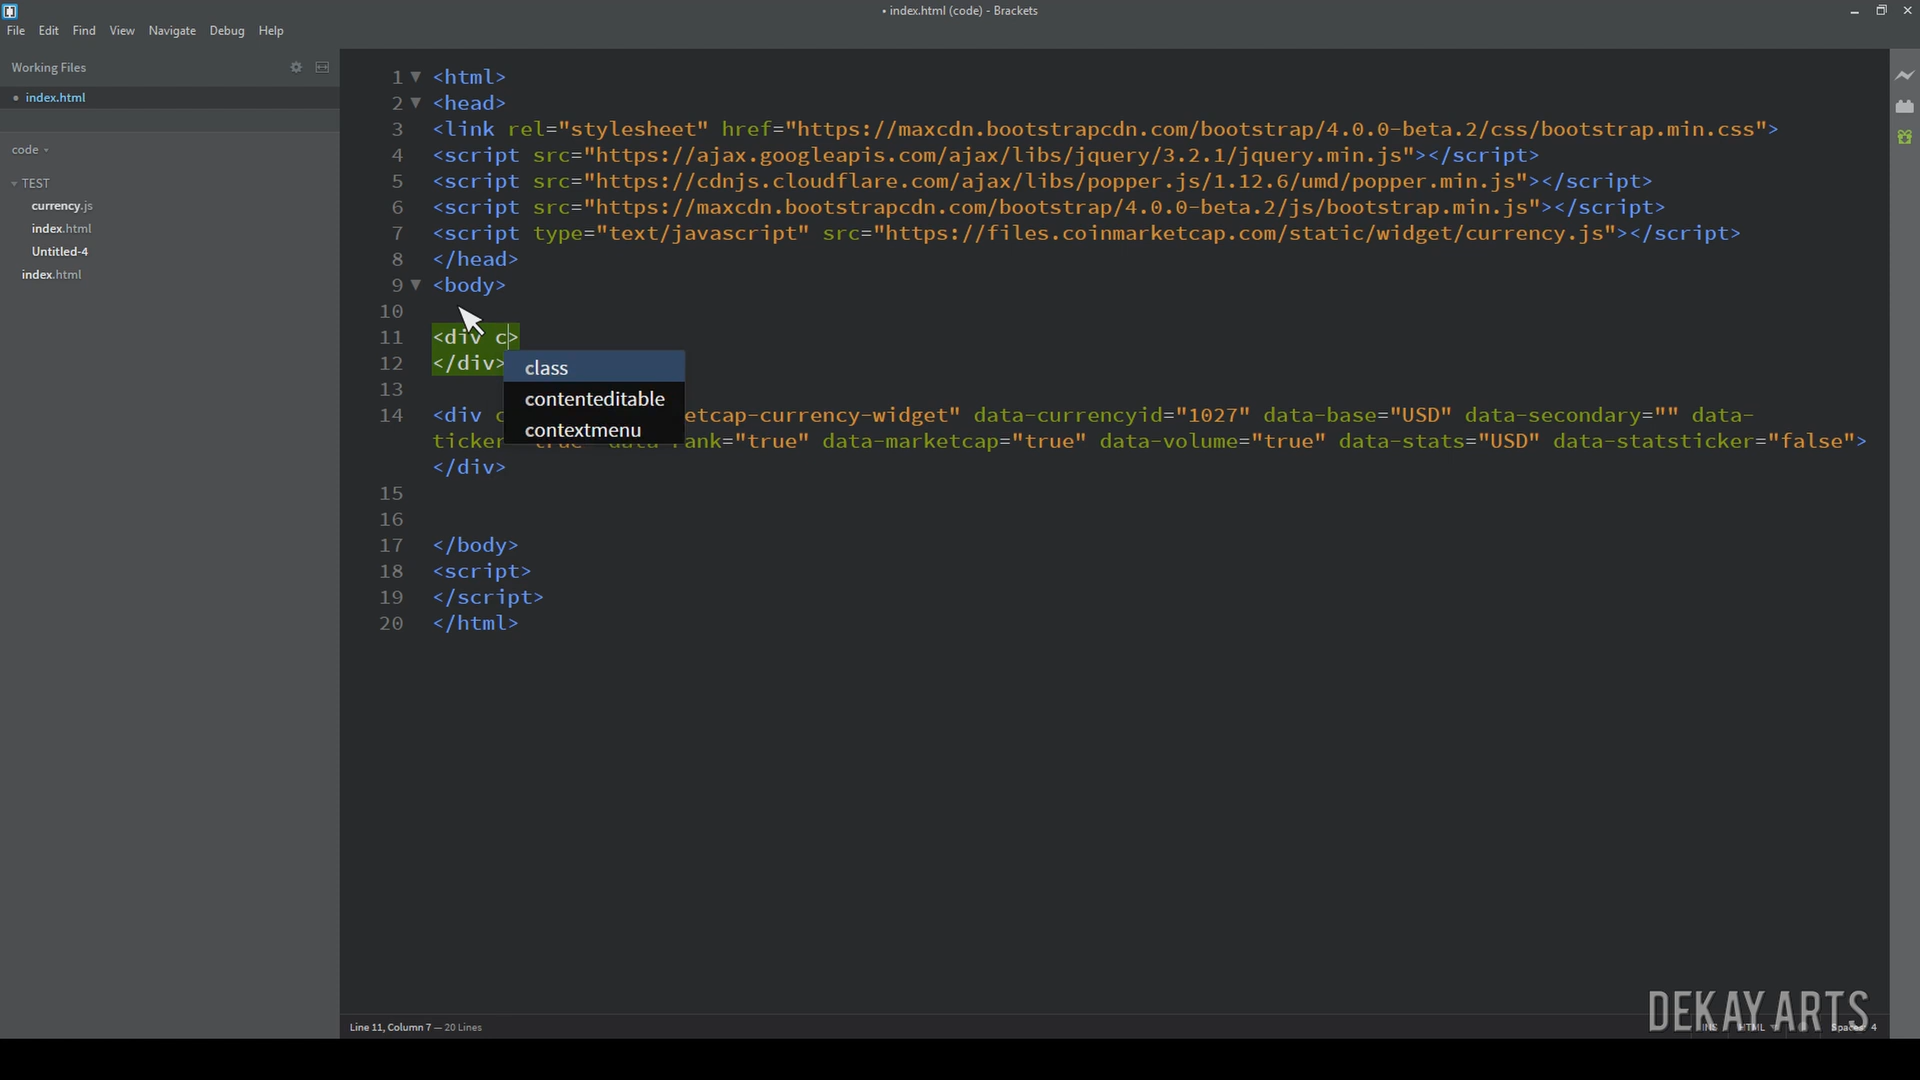 • index.html (code) - Brackets
File Edit Find View Navigate Debug Help
Working Files
• index.html
code
TEST
currency.js
index.html
Untitled-4
index.html
1 <html>
2 <head>
3 <link rel="stylesheet" href="https://maxcdn.bootstrapcdn.com/bootstrap/4.0.0-beta.2/css/bootstrap.min.css">
4 <script src="https://ajax.googleapis.com/ajax/libs/jquery/3.2.1/jquery.min.js"></script>
5 <script src="https://cdnjs.cloudflare.com/ajax/libs/popper.js/1.12.6/umd/popper.min.js"></script>
6 <script src="https://maxcdn.bootstrapcdn.com/bootstrap/4.0.0-beta.2/js/bootstrap.min.js"></script>
7 <script type="text/javascript" src="https://files.coinmarketcap.com/static/widget/currency.js"></script>
8 </head>
9 <body>
10
11 <div c>
12 </div>
class
contenteditable
contextmenu
13
14 <div c etcap-currency-widget" data-currencyid="1027" data-base="USD" data-secondary="" data-
ticker rank="true" data-marketcap="true" data-volume="true" data-stats="USD" data-statsticker="false">
</div>
15
16
17 </body>
18 <script>
19 </script>
20 </html>
Line 11, Column 7 — 20 Lines
INS HTML Spaces: 4
DEKAY ARTS